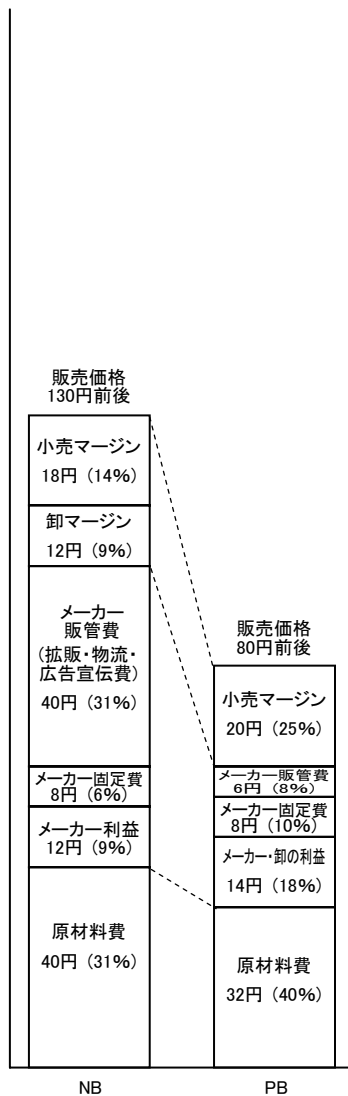 販売価格
130円前後
小売マージン
18円（14%）
卸マージン
12円（9%）
メーカー
販管費
(拡販・物流・
広告宣伝費)
40円（31%）
メーカー固定費
8円（6%）
メーカー利益
12円（9%）
原材料費
40円（31%）
NB
販売価格
80円前後
小売マージン
20円（25%）
メーカー販管費
6円（8%）
メーカー固定費
8円（10%）
メーカー・卸の利益
14円（18%）
原材料費
32円（40%）
PB